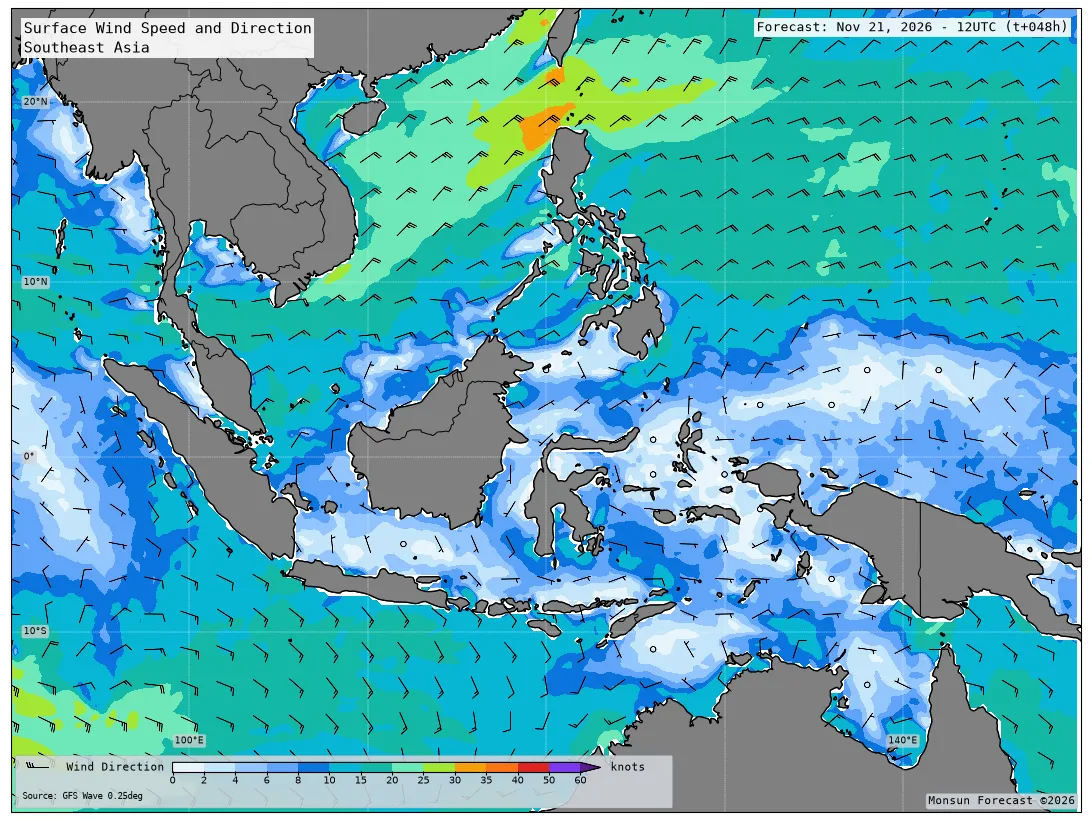 Surface Wind Speed and Direction
Southeast Asia
Forecast: Nov 21, 2026 - 12UTC (t+048h)
20°N
10°N
0°
10°S
100°E
140°E
Wind Direction
0 2 4 6 8 10 15 20 25 30 35 40 50 60
knots
Source: GFS Wave 0.25deg
Monsun Forecast ©2026